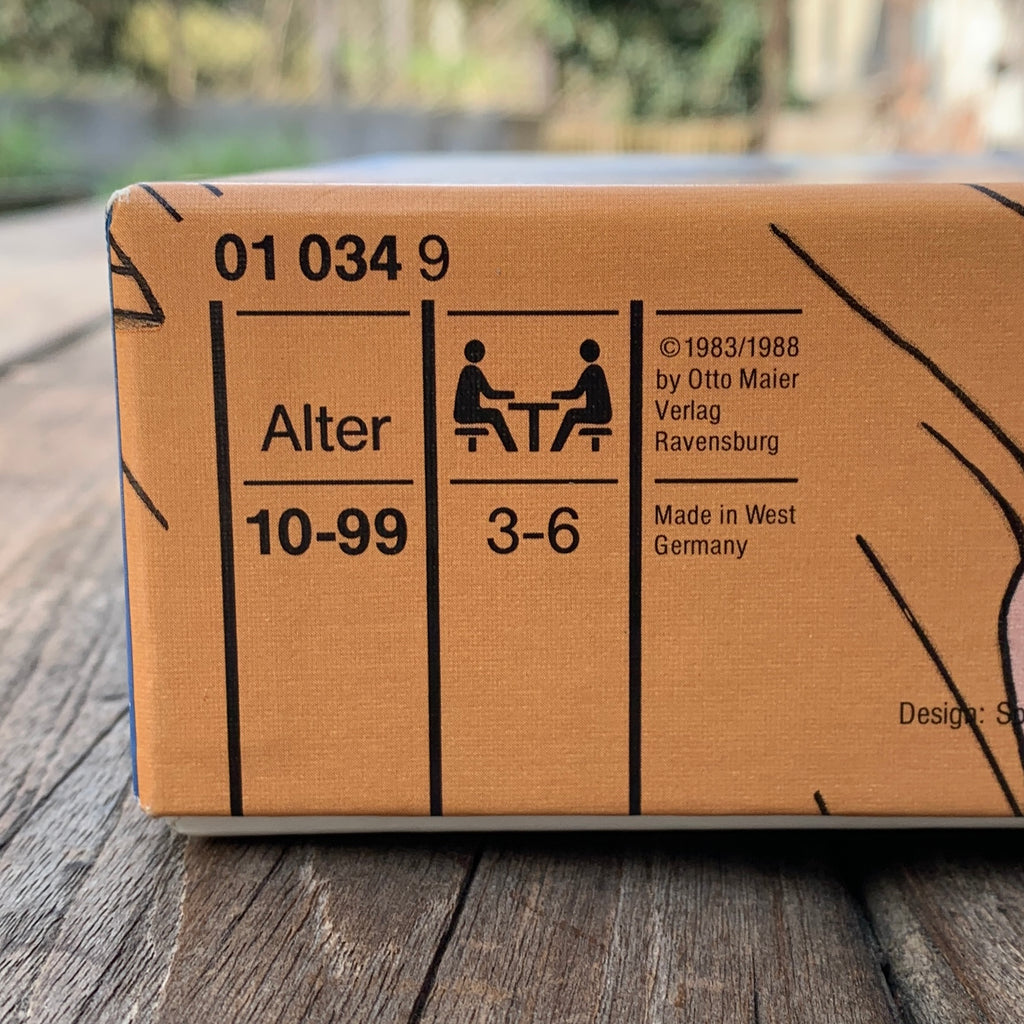 01 034 9
Alter
10-99
3-6
©1983/1988
by Otto Maier
Verlag
Ravensburg
Made in West
Germany
Design: